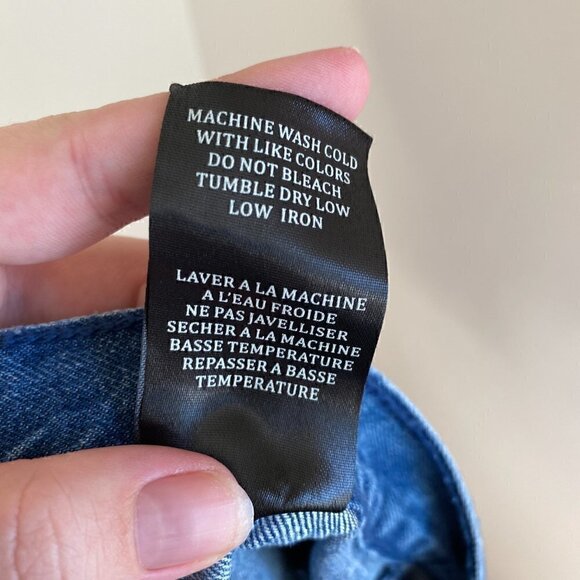 MACHINE WASH COLD
WITH LIKE COLORS
DO NOT BLEACH
TUMBLE DRY LOW
LOW IRON
LAVER A LA MACHINE
A L'EAU FROIDE
NE PAS JAVELLISER
SECHER A LA MACHINE
BASSE TEMPERATURE
REPASSER A BASSE
TEMPERATURE